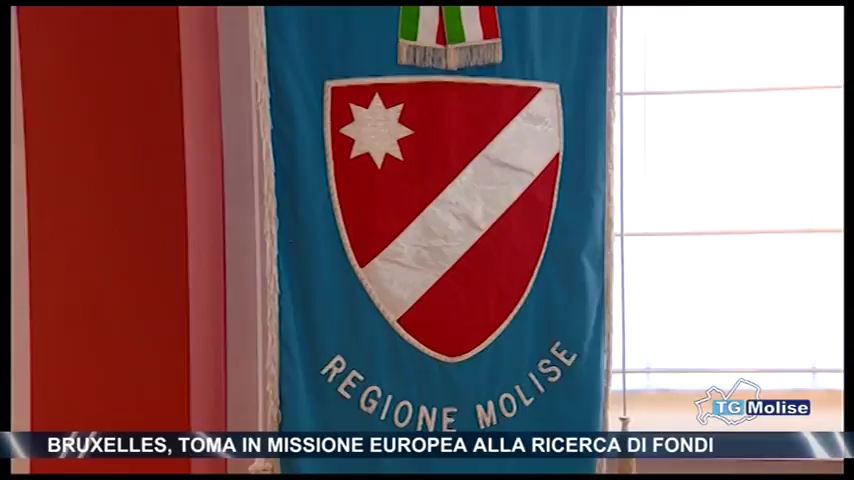 REGIONE MOLISE
TG Molise
BRUXELLES, TOMA IN MISSIONE EUROPEA ALLA RICERCA DI FONDI